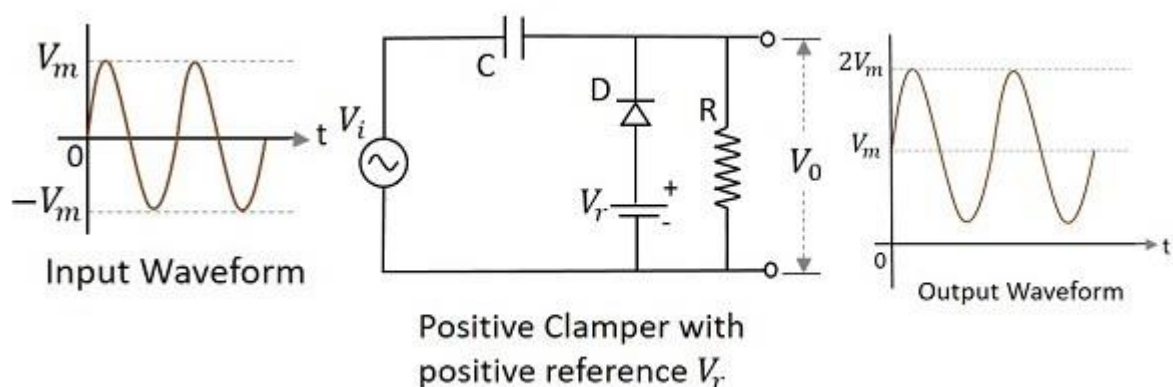 V_m
0
-V_m
t
Input Waveform
V_i
C
D
R
V_r
+
-
V_0
Positive Clamper with
positive reference V_r
2V_m
V_m
0
t
Output Waveform